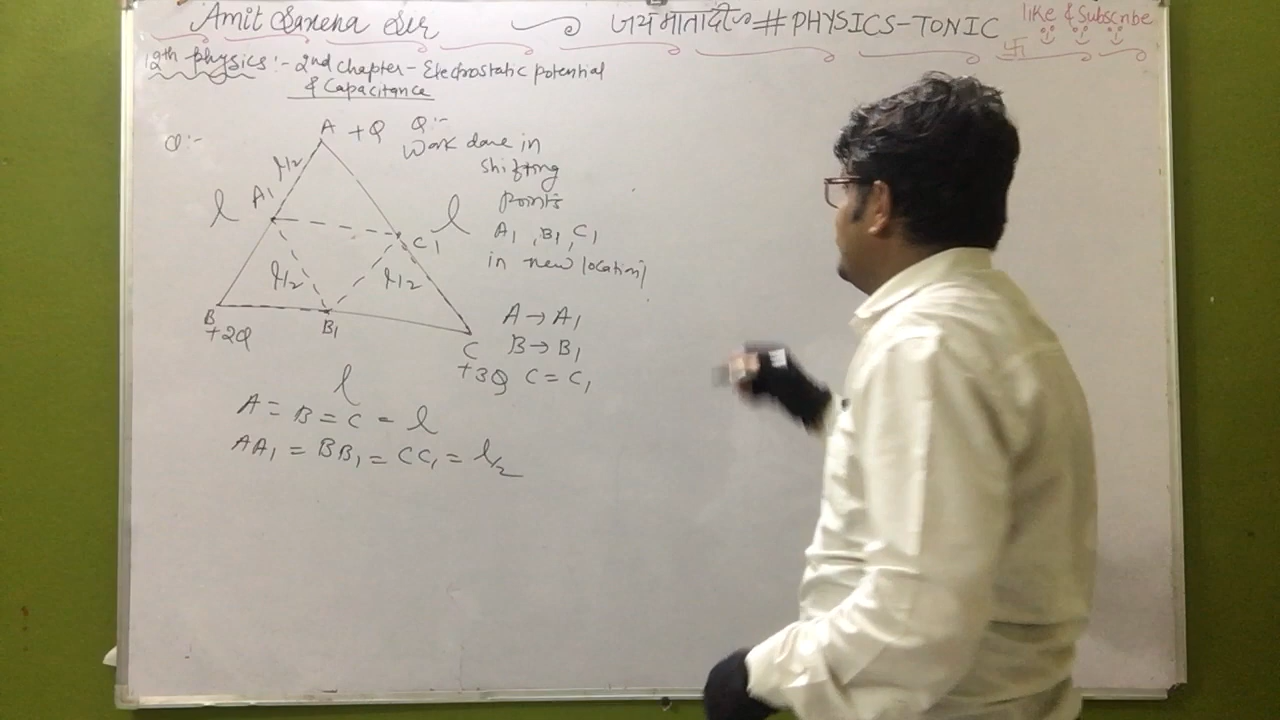 Amit Saxena Sir
जय माता दी
#PHYSICS-TONIC
like & Subscribe
12th Physics :- 2nd Chapter - Electrostatic potential
& Capacitance
Q:-
A +Q
l/2
A1
l
l
C1
l/2
l/2
B
+2Q
B1
C
+3Q
l
Q:-
Work done in
shifting
points
A1, B1, C1
in new location
A → A1
B → B1
C = C1
A = B = C = l
AA1 = BB1 = CC1 = l/2